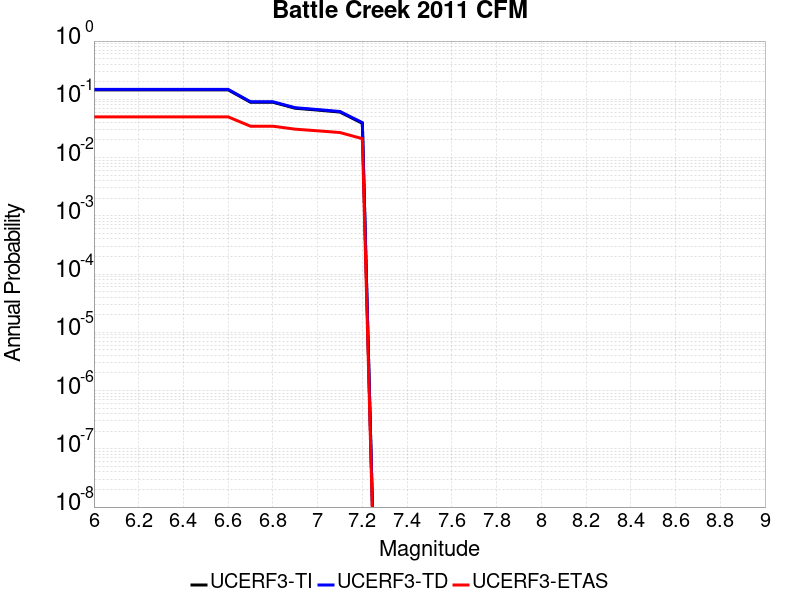 Battle Creek 2011 CFM
10^0
10^-1
10^-2
10^-3
10^-4
10^-5
10^-6
10^-7
10^-8
Annual Probability
6 6.2 6.4 6.6 6.8 7 7.2 7.4 7.6 7.8 8 8.2 8.4 8.6 8.8 9
Magnitude
UCERF3-TI UCERF3-TD UCERF3-ETAS